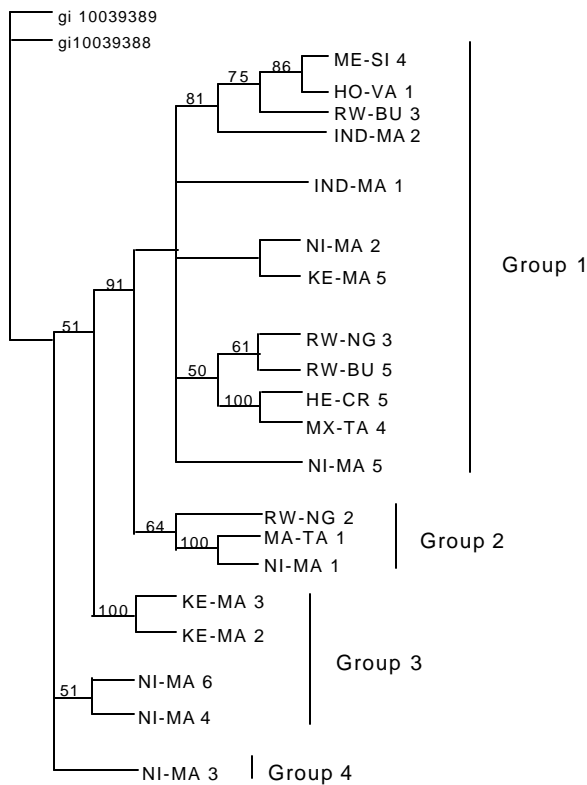 gi 10039389
gi10039388
86
ME-SI 4
75
HO-VA 1
81
RW-BU 3
IND-MA 2
IND-MA 1
NI-MA 2
Group 1
KE-MA 5
91
51
RW-NG 3
61
RW-BU 5
50
HE-CR 5
100
MX-TA 4
NI-MA 5
RW-NG 2
64
MA-TA 1
100
Group 2
NI-MA 1
KE-MA 3
100
KE-MA 2
Group 3
NI-MA 6
51
NI-MA 4
NI-MA 3
Group 4